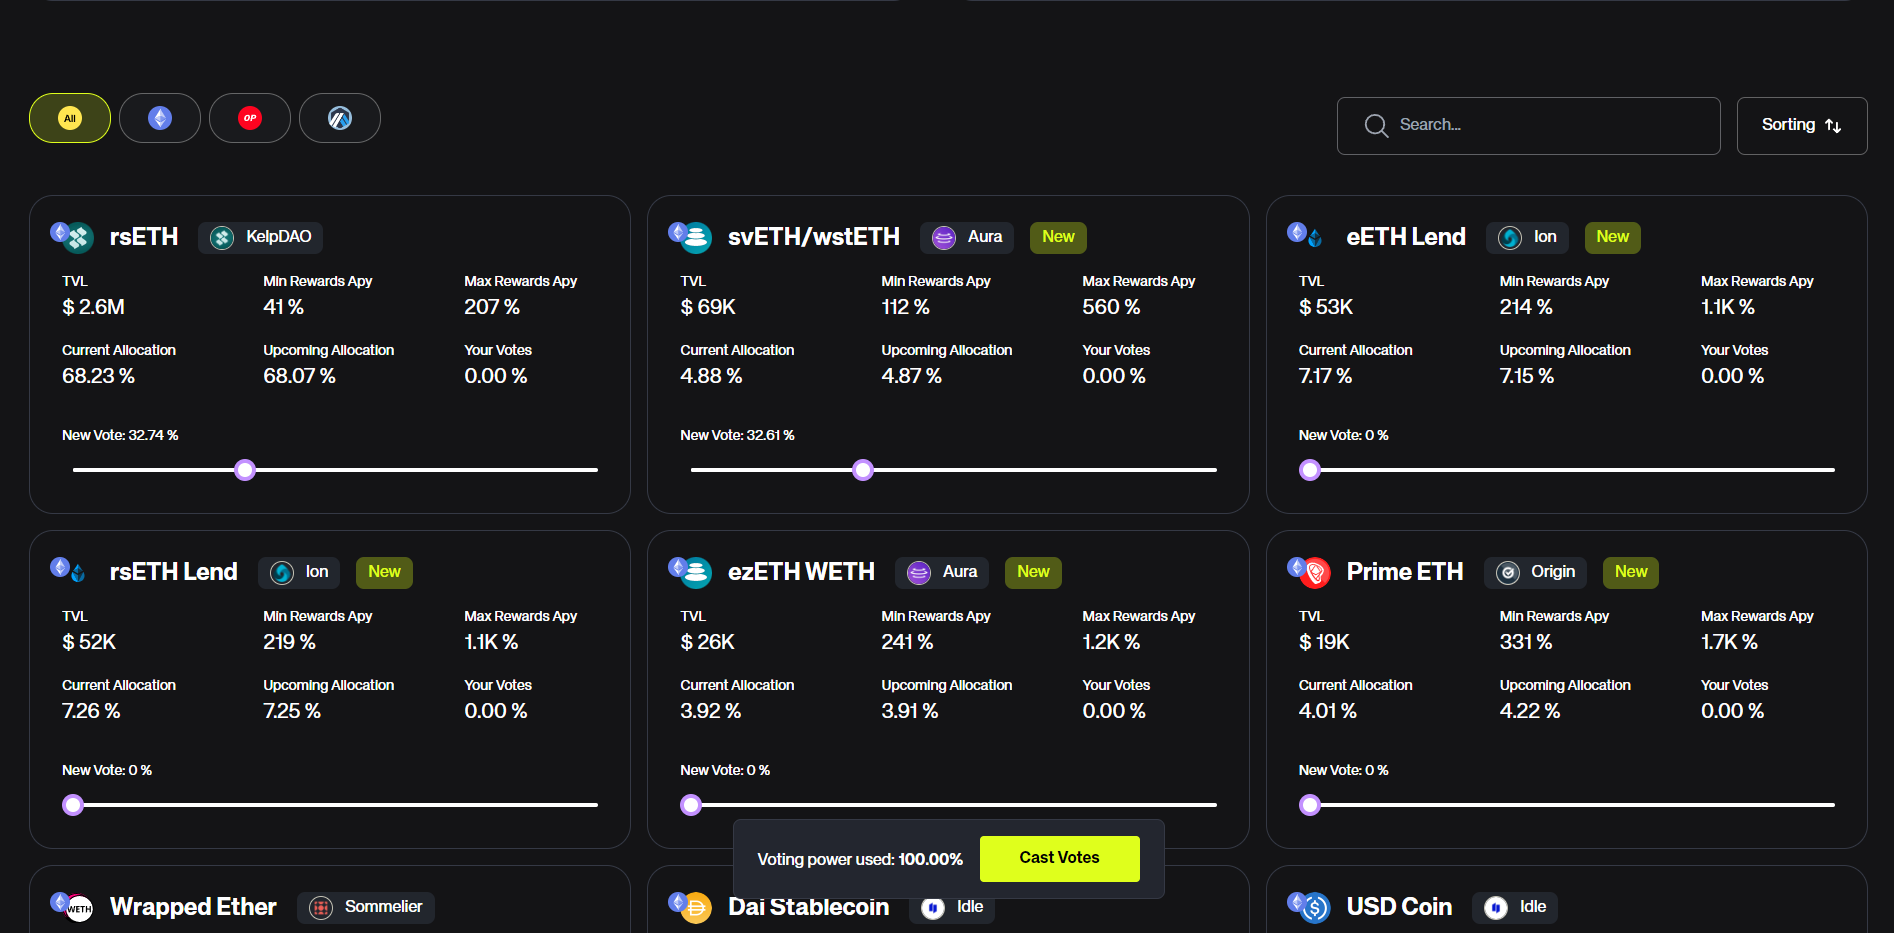 All
OP
Search...
Sorting
rsETH KelpDAO
TVL Min Rewards Apy Max Rewards Apy
$ 2.6M 41 % 207 %
Current Allocation Upcoming Allocation Your Votes
68.23 % 68.07 % 0.00 %
New Vote: 32.74 %
svETH/wstETH Aura New
TVL Min Rewards Apy Max Rewards Apy
$ 69K 112 % 560 %
Current Allocation Upcoming Allocation Your Votes
4.88 % 4.87 % 0.00 %
New Vote: 32.61 %
eETH Lend Ion New
TVL Min Rewards Apy Max Rewards Apy
$ 53K 214 % 1.1K %
Current Allocation Upcoming Allocation Your Votes
7.17 % 7.15 % 0.00 %
New Vote: 0 %
rsETH Lend Ion New
TVL Min Rewards Apy Max Rewards Apy
$ 52K 219 % 1.1K %
Current Allocation Upcoming Allocation Your Votes
7.26 % 7.25 % 0.00 %
New Vote: 0 %
ezETH WETH Aura New
TVL Min Rewards Apy Max Rewards Apy
$ 26K 241 % 1.2K %
Current Allocation Upcoming Allocation Your Votes
3.92 % 3.91 % 0.00 %
New Vote: 0 %
Prime ETH Origin New
TVL Min Rewards Apy Max Rewards Apy
$ 19K 331 % 1.7K %
Current Allocation Upcoming Allocation Your Votes
4.01 % 4.22 % 0.00 %
New Vote: 0 %
Voting power used: 100.00% Cast Votes
WETH Wrapped Ether Sommelier
Dai Stablecoin Idle
USD Coin Idle